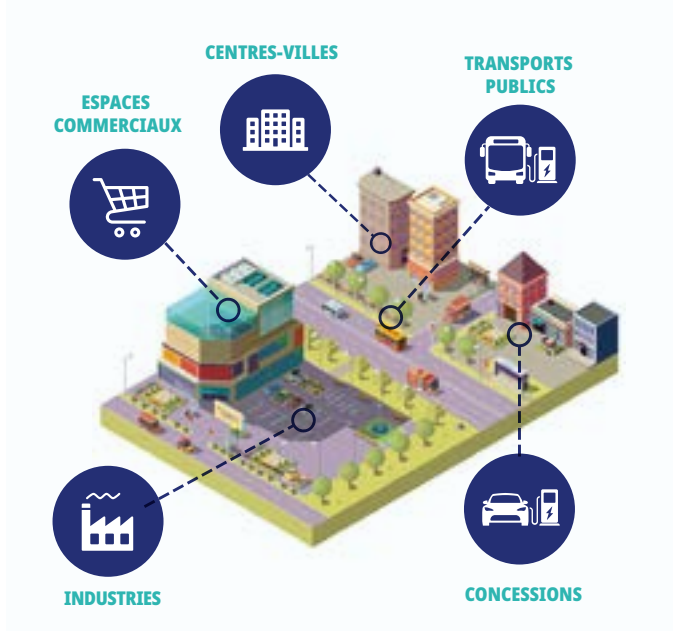 CENTRES-VILLES
TRANSPORTS
PUBLICS
ESPACES
COMMERCIAUX
INDUSTRIES
CONCESSIONS